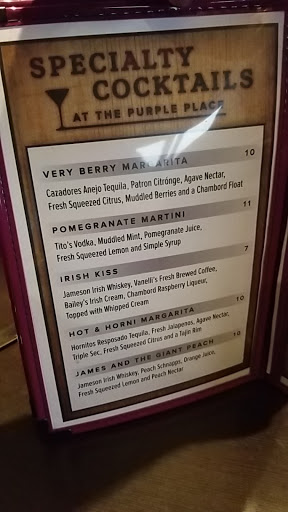 SPECIALTY
COCKTAILS
AT THE PURPLE PLACE
VERY BERRY MARGARITA 10
Cazadores Anejo Tequila, Patron Citrónge, Agave Nectar,
Fresh Squeezed Citrus, Muddled Berries and a Chambord Float
POMEGRANATE MARTINI 11
Tito's Vodka, Muddled Mint, Pomegranate Juice,
Fresh Squeezed Lemon and Simple Syrup
IRISH KISS 7
Jameson Irish Whiskey, Vanelli's Fresh Brewed Coffee,
Bailey's Irish Cream, Chambord Raspberry Liqueur,
Topped with Whipped Cream
HOT & HORNI MARGARITA 10
Hornitos Resposado Tequila, Fresh Jalapenos, Agave Nectar,
Triple Sec, Fresh Squeezed Citrus and a Tajin Rim
JAMES AND THE GIANT PEACH 10
Jameson Irish Whiskey, Peach Schnapps, Orange Juice,
Fresh Squeezed Lemon and Peach Nectar